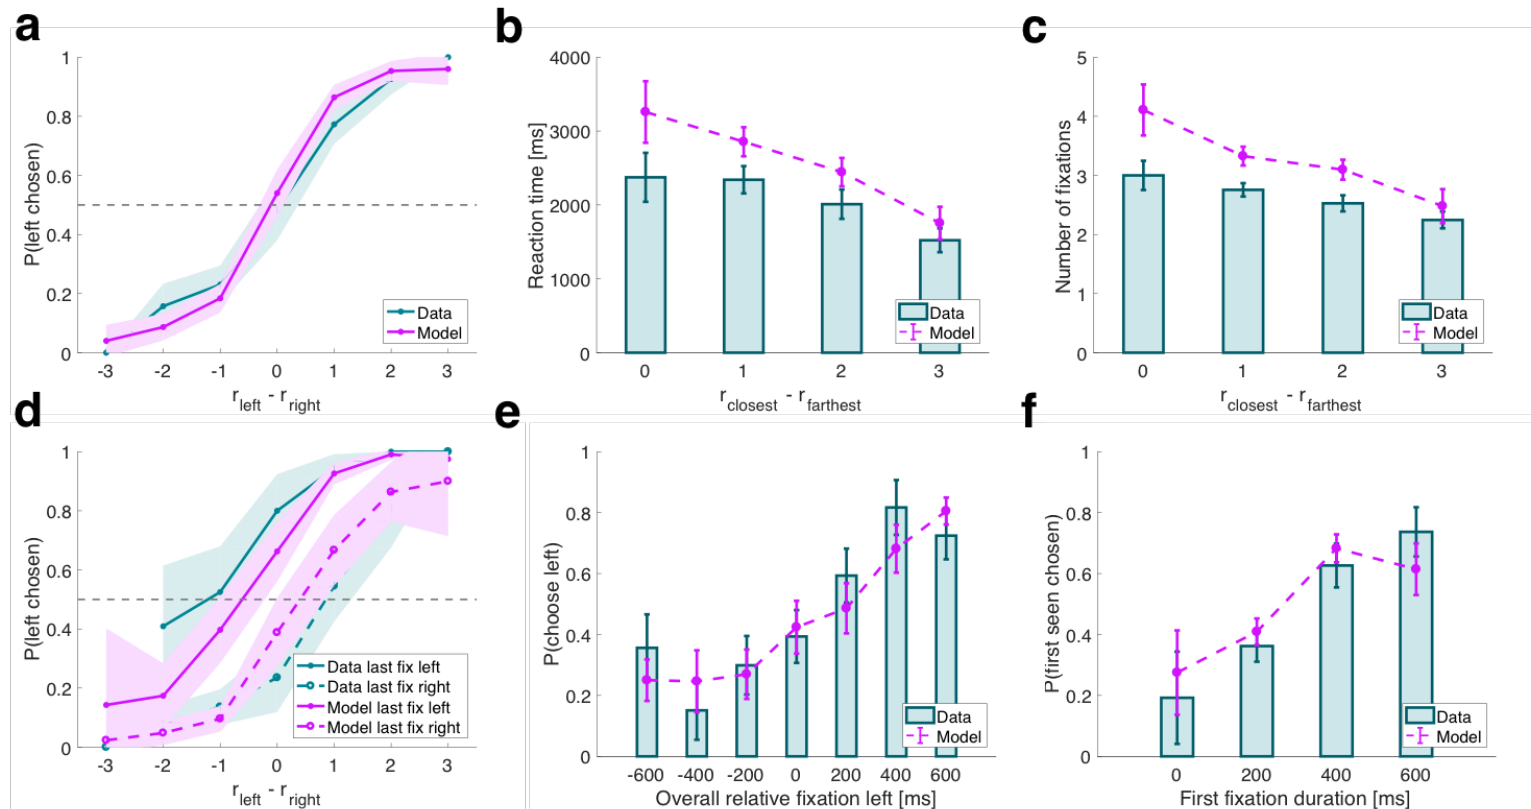 a
1
0.8
0.6
0.4
0.2
0
P(left chosen)
Data
Model
-3 -2 -1 0 1 2 3
r_left - r_right
b
4000
3000
2000
1000
0
Reaction time [ms]
Data
Model
0 1 2 3
r_closest - r_farthest
c
5
4
3
2
1
0
Number of fixations
Data
Model
0 1 2 3
r_closest - r_farthest
d
1
0.8
0.6
0.4
0.2
0
P(left chosen)
Data last fix left
Data last fix right
Model last fix left
Model last fix right
-3 -2 -1 0 1 2 3
r_left - r_right
e
1
0.8
0.6
0.4
0.2
0
P(choose left)
Data
Model
-600 -400 -200 0 200 400 600
Overall relative fixation left [ms]
f
1
0.8
0.6
0.4
0.2
0
P(first seen chosen)
Data
Model
0 200 400 600
First fixation duration [ms]